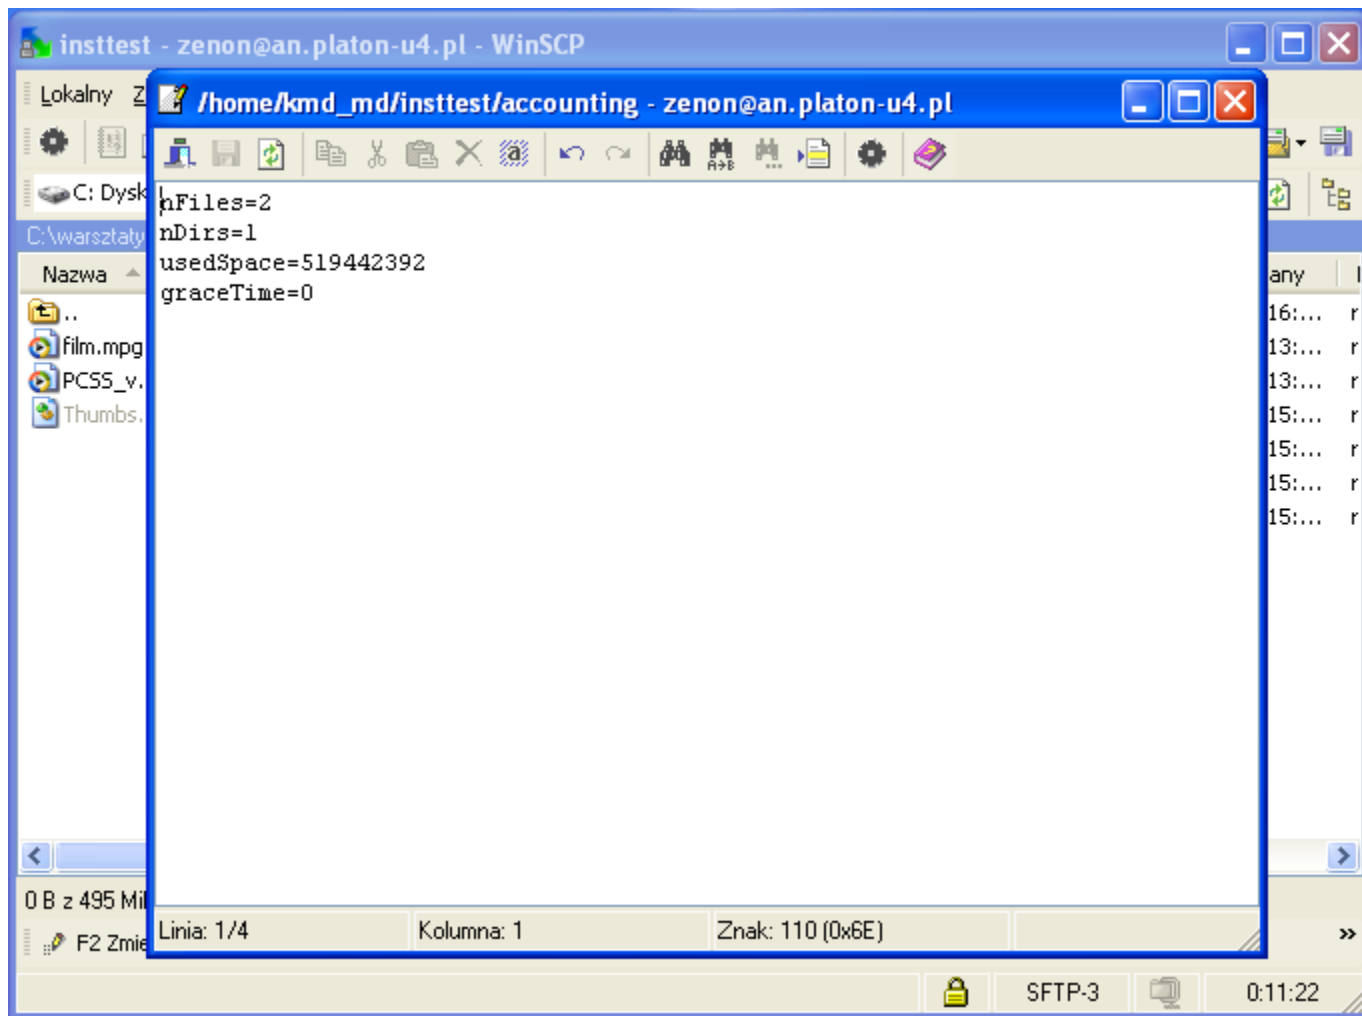 insttest - zenon@an.platon-u4.pl - WinSCP
Lokalny
/home/kmd_md/insttest/accounting - zenon@an.platon-u4.pl
C: Dysk
C:\warsztaty
Nazwa
any
..
film.mpg
PCSS_v.
Thumbs.
nFiles=2
nDirs=1
usedSpace=519442392
graceTime=0
16:... r
13:... r
13:... r
15:... r
15:... r
15:... r
15:... r
0 B z 495 MiB
Linia: 1/4 Kolumna: 1 Znak: 110 (0x6E)
F2 Zmie
SFTP-3 0:11:22